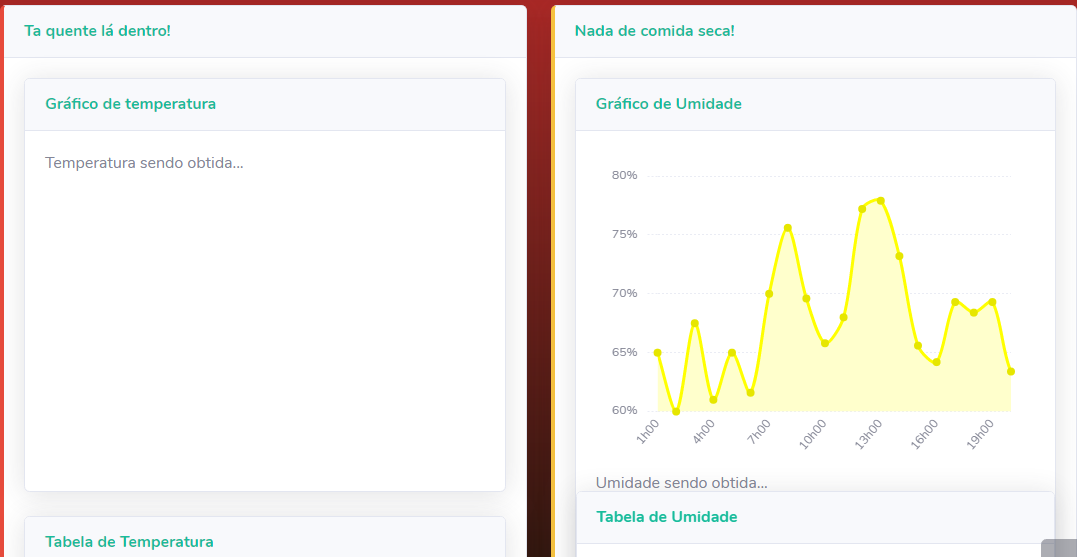 Ta quente lá dentro!
Gráfico de temperatura
Temperatura sendo obtida...
Tabela de Temperatura
Nada de comida seca!
Gráfico de Umidade
80%
75%
70%
65%
60%
1h00 4h00 7h00 10h00 13h00 16h00 19h00
Umidade sendo obtida...
Tabela de Umidade